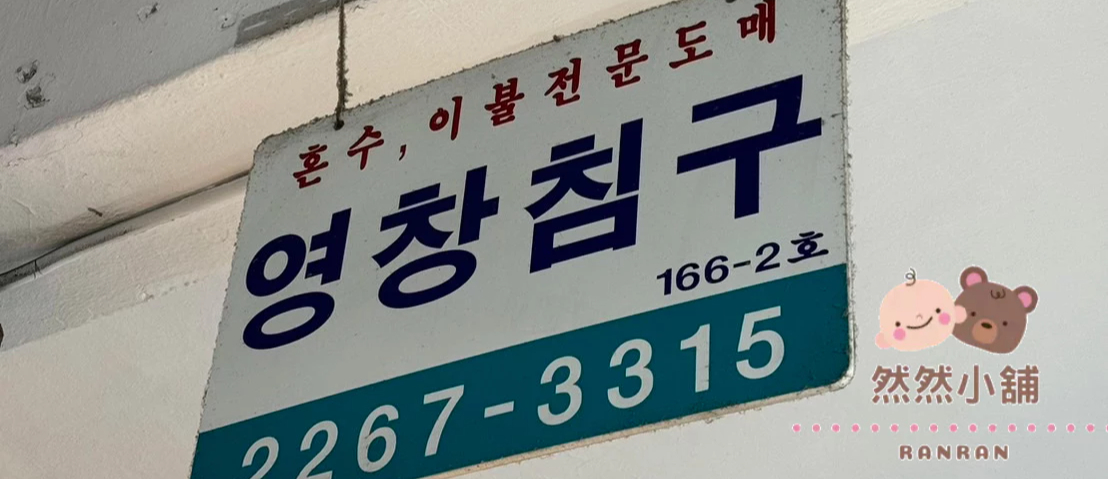 혼수, 이불전문도매
영창침구
166-2호
2267-3315
然然小舖
RANRAN